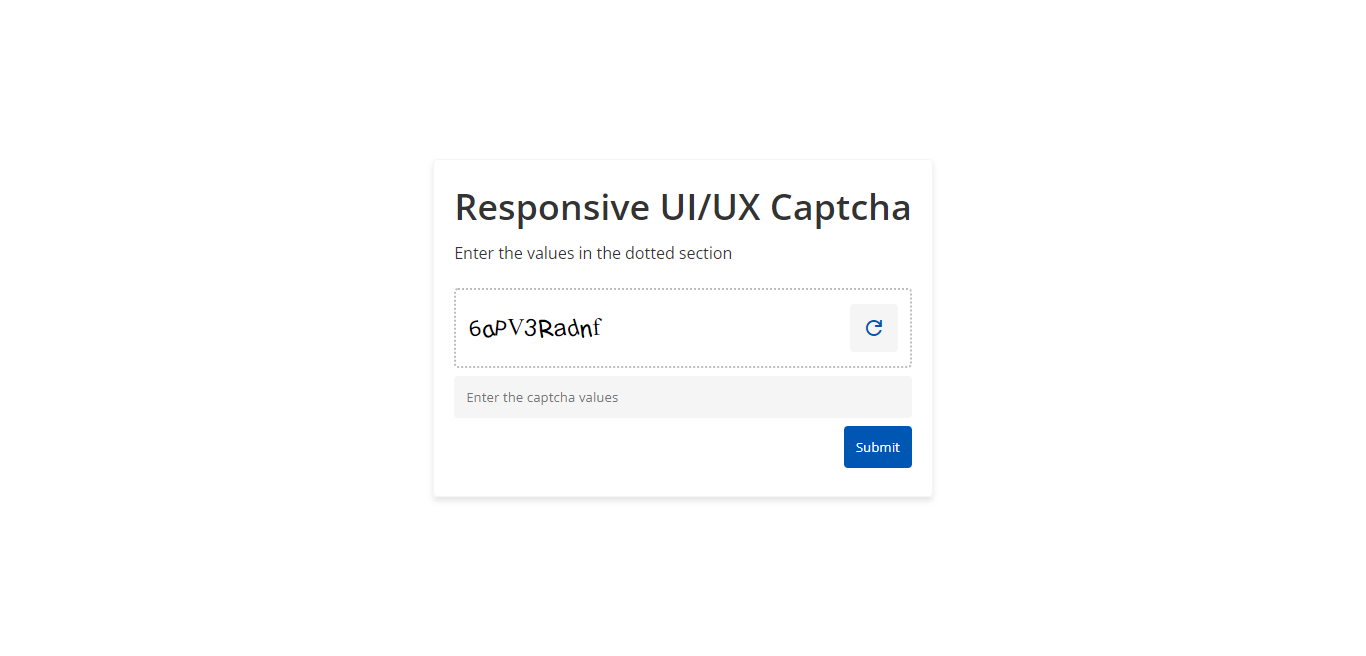 Responsive UI/UX Captcha
Enter the values in the dotted section
6aPV3Radnf
Enter the captcha values
Submit